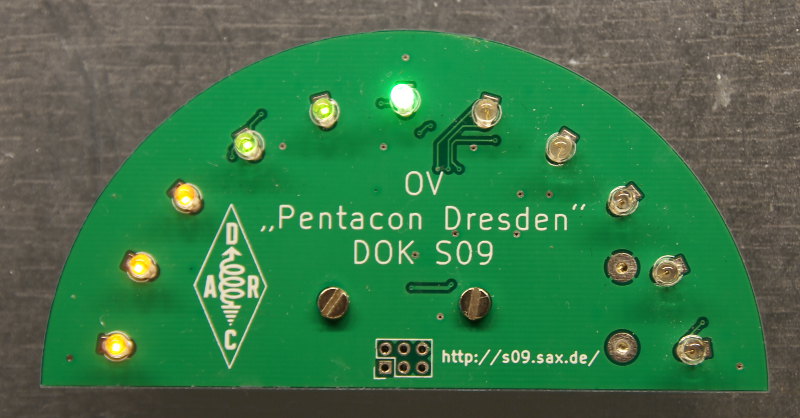 OV
„Pentacon Dresden“
DOK S09
D
A R
C
http://s09.sax.de/